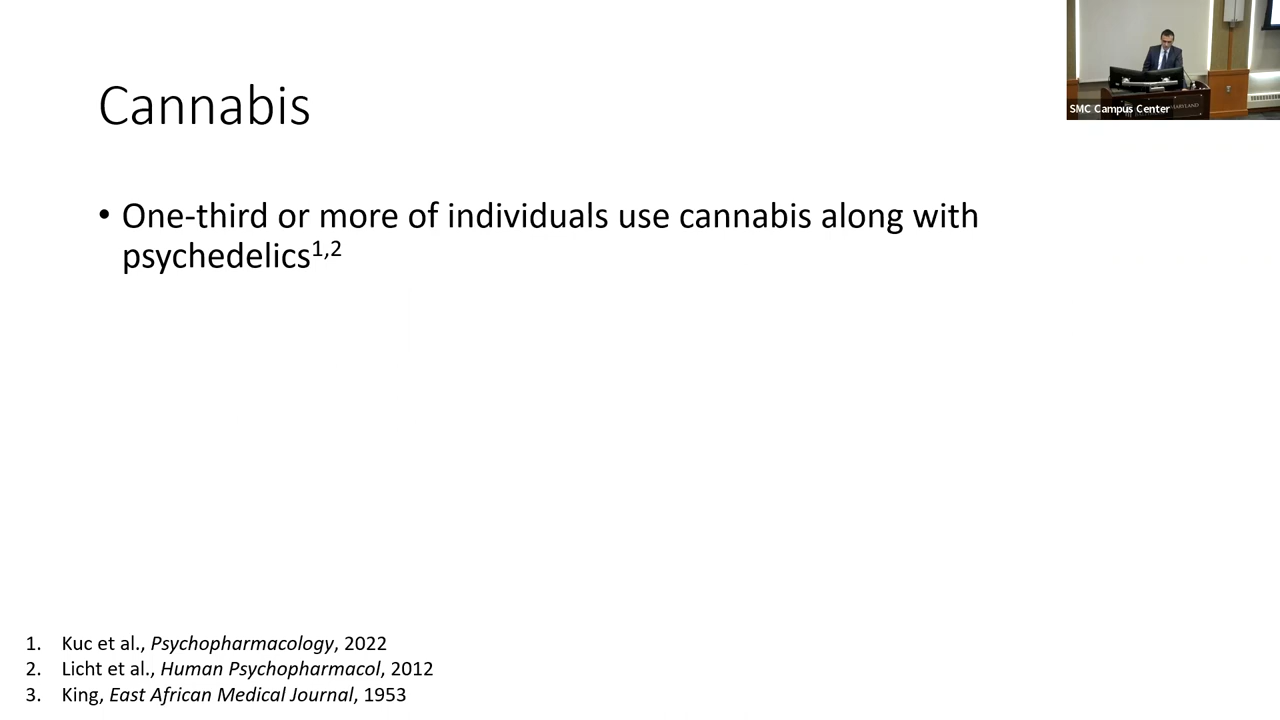 Cannabis
SMC Campus Center
• One-third or more of individuals use cannabis along with
psychedelics1,2
1. Kuc et al., Psychopharmacology, 2022
2. Licht et al., Human Psychopharmacol, 2012
3. King, East African Medical Journal, 1953